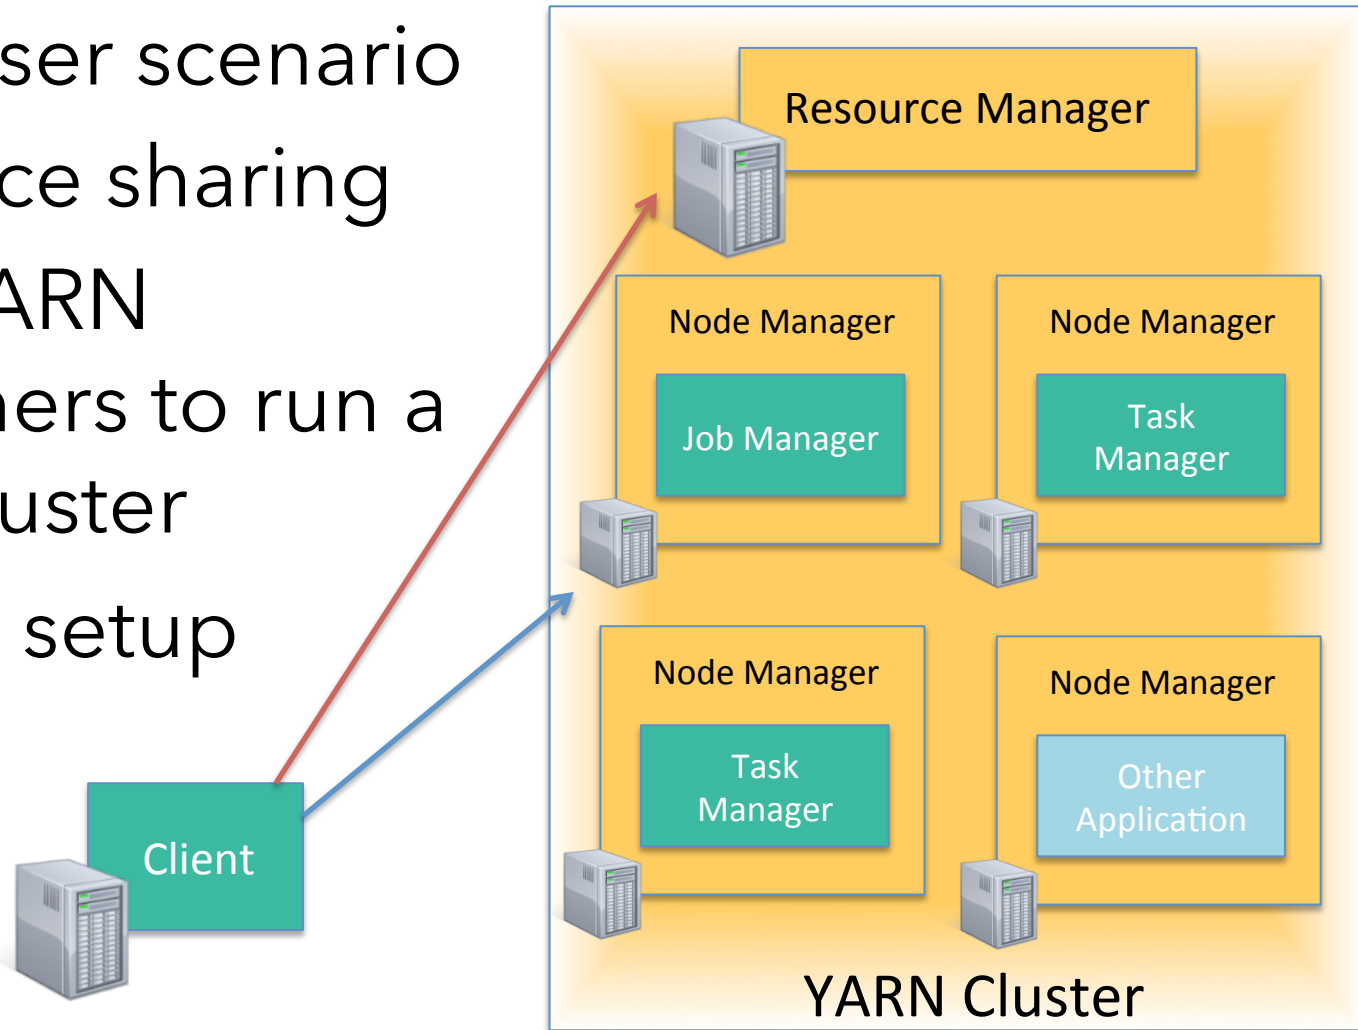 ser scenario
ce sharing
ARN
ners to run a
uster
setup
Client
Resource Manager
Node Manager
Job Manager
Node Manager
Task
Manager
Node Manager
Task
Manager
Node Manager
Other
Application
YARN Cluster